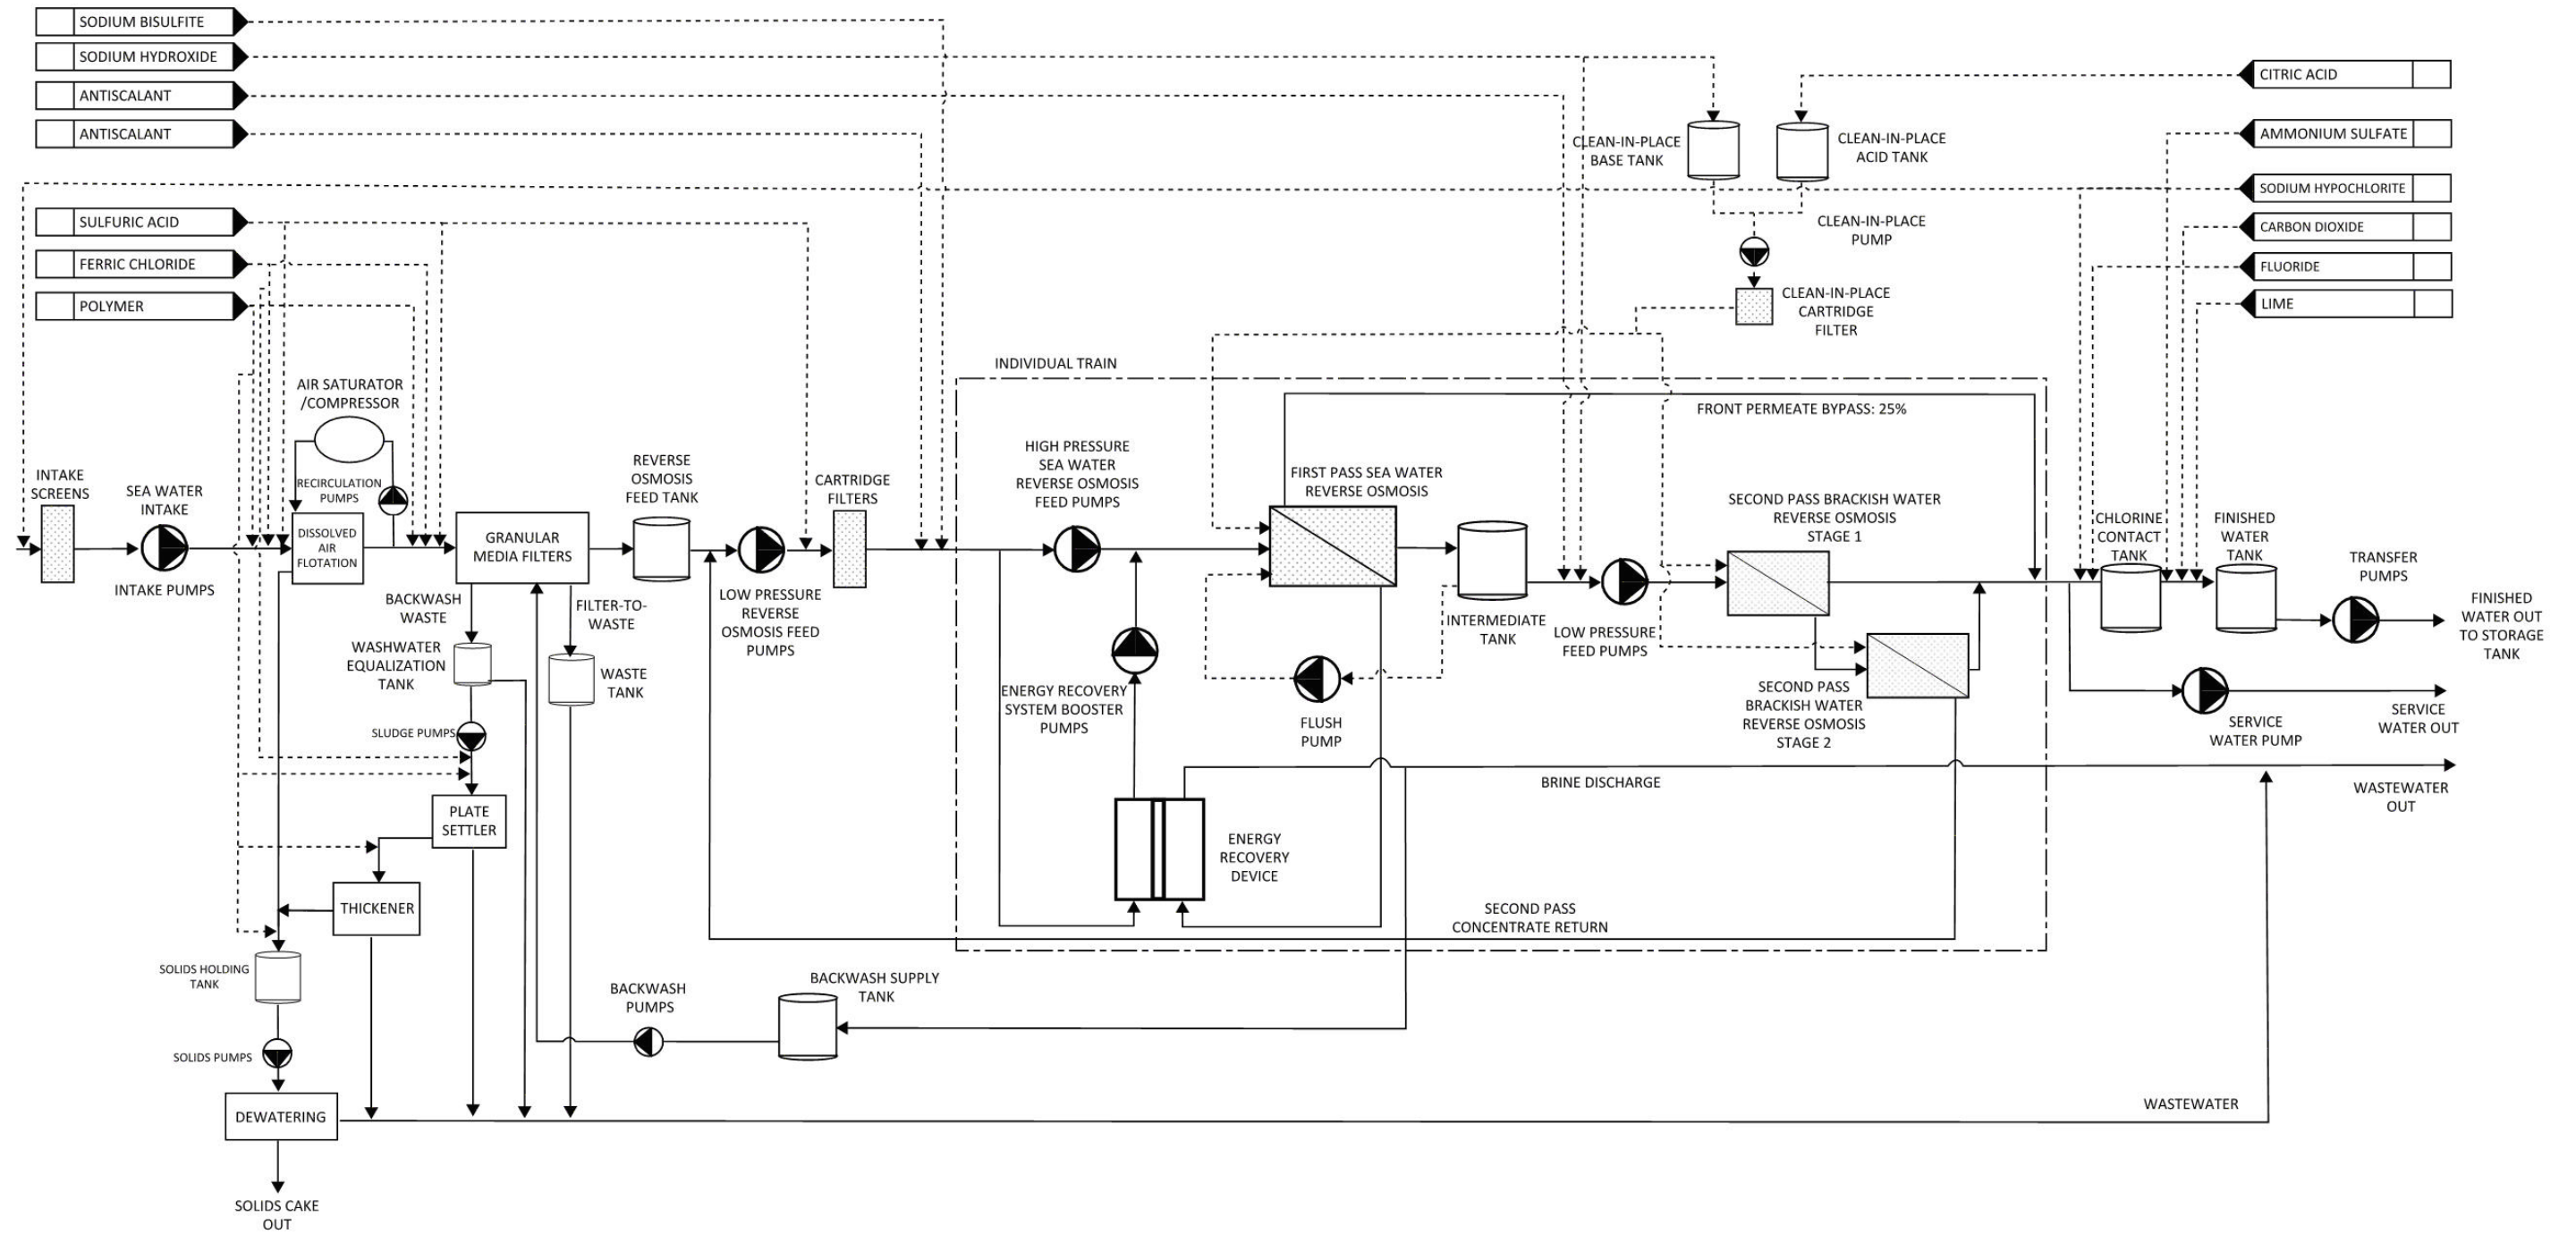 SODIUM BISULFITE
SODIUM HYDROXIDE
ANTISCALANT
ANTISCALANT
SULFURIC ACID
FERRIC CHLORIDE
POLYMER
CITRIC ACID
AMMONIUM SULFATE
SODIUM HYPOCHLORITE
CARBON DIOXIDE
FLUORIDE
LIME
CLEAN-IN-PLACE
BASE TANK
CLEAN-IN-PLACE
ACID TANK
CLEAN-IN-PLACE
PUMP
CLEAN-IN-PLACE
CARTRIDGE
FILTER
INDIVIDUAL TRAIN
FRONT PERMEATE BYPASS: 25%
AIR SATURATOR
/COMPRESSOR
INTAKE
SCREENS
SEA WATER
INTAKE
INTAKE PUMPS
RECIRCULATION
PUMPS
DISSOLVED
AIR
FLOTATION
GRANULAR
MEDIA FILTERS
REVERSE
OSMOSIS
FEED TANK
LOW PRESSURE
REVERSE
OSMOSIS FEED
PUMPS
CARTRIDGE
FILTERS
HIGH PRESSURE
SEA WATER
REVERSE OSMOSIS
FEED PUMPS
FIRST PASS SEA WATER
REVERSE OSMOSIS
INTERMEDIATE
TANK
LOW PRESSURE
FEED PUMPS
SECOND PASS BRACKISH WATER
REVERSE OSMOSIS
STAGE 1
SECOND PASS
BRACKISH WATER
REVERSE OSMOSIS
STAGE 2
CHLORINE
CONTACT
TANK
FINISHED
WATER
TANK
TRANSFER
PUMPS
FINISHED
WATER OUT
TO STORAGE
TANK
SERVICE
WATER PUMP
SERVICE
WATER OUT
WASTEWATER
OUT
BACKWASH
WASTE
FILTER-TO-
WASTE
WASHWATER
EQUALIZATION
TANK
WASTE
TANK
SLUDGE PUMPS
PLATE
SETTLER
THICKENER
SOLIDS HOLDING
TANK
SOLIDS PUMPS
DEWATERING
SOLIDS CAKE
OUT
ENERGY RECOVERY
SYSTEM BOOSTER
PUMPS
FLUSH
PUMP
BRINE DISCHARGE
ENERGY
RECOVERY
DEVICE
SECOND PASS
CONCENTRATE RETURN
BACKWASH
PUMPS
BACKWASH SUPPLY
TANK
WASTEWATER